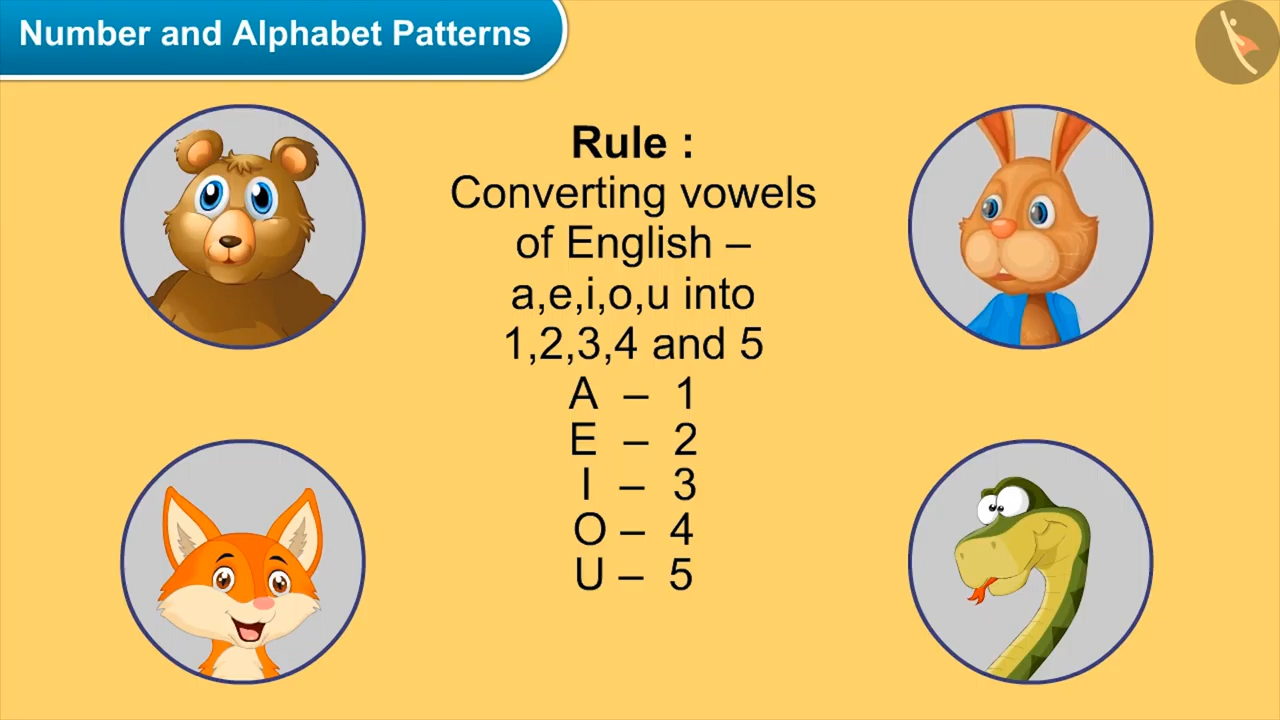 Number and Alphabet Patterns
Rule :
Converting vowels
of English –
a,e,i,o,u into
1,2,3,4 and 5
A – 1
E – 2
I – 3
O – 4
U – 5